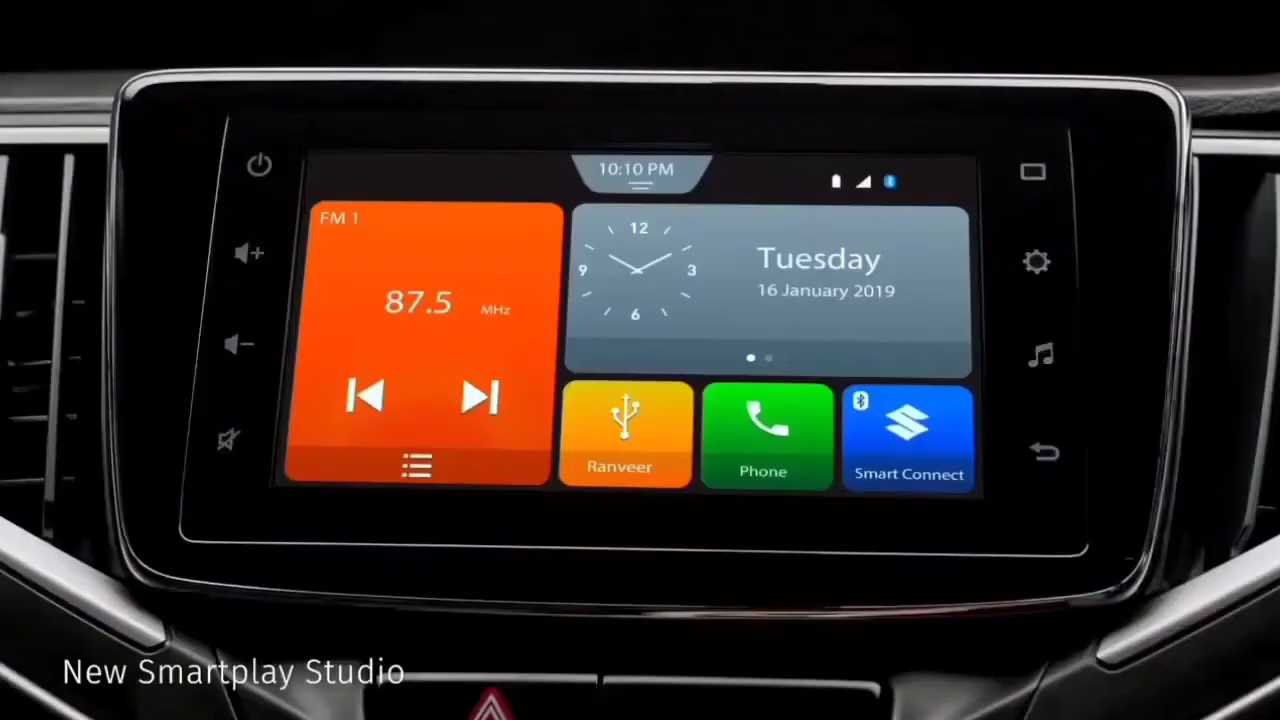 10:10 PM
FM 1
87.5 MHz
12
9
3
6
Tuesday
16 January 2019
Ranveer
Phone
Smart Connect
New Smartplay Studio